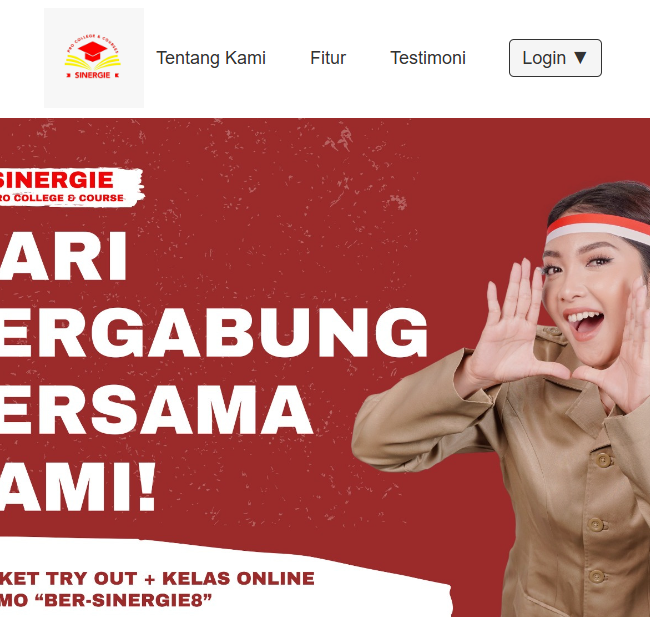 PRO COLLEGE & COURSE
SINERGIE
Tentang Kami
Fitur
Testimoni
Login ▼
SINERGIE
RO COLLEGE & COURSE
ARI
ERGABUNG
ERSAMA
AMI!
KET TRY OUT + KELAS ONLINE
MO “BER-SINERGIE8”